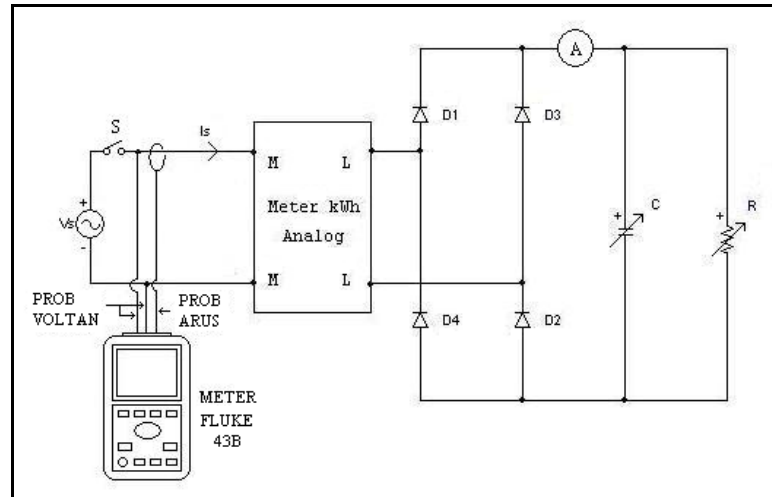 A
S
Is
D1
D3
M L
Meter kWh
Analog
M L
+
Vs
-
+
C
+
R
PROB
VOLTAN
PROB
ARUS
D4
D2
METER
FLUKE
43B